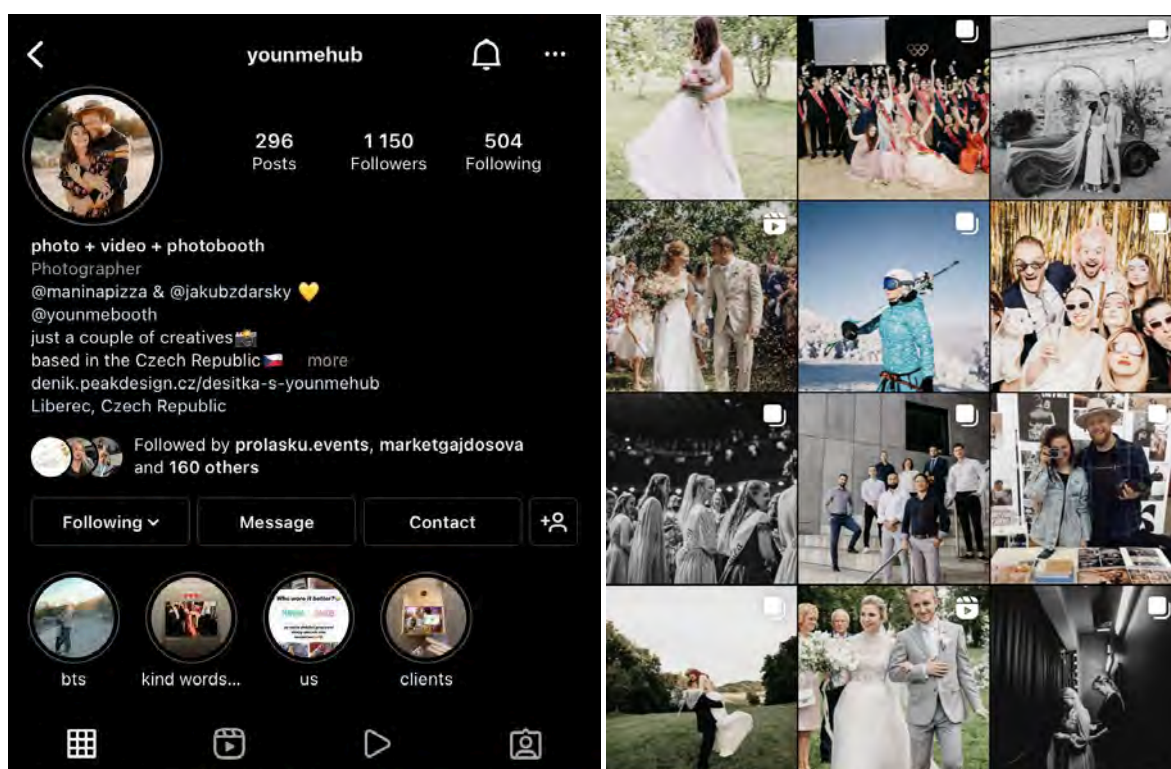 younmehub
296
1 150
504
Posts
Followers
Following
photo + video + photobooth
Photographer
@maninapizza & @jakubzdarsky 💛
@younmebooth
just a couple of creatives📸
based in the Czech Republic🇨🇿 more
denik.peakdesign.cz/desitka-s-younmehub
Liberec, Czech Republic
Followed by prolasku.events, marketgajdosova
and 160 others
Following
Message
Contact
Who wore it better?
bts
kind words...
us
clients